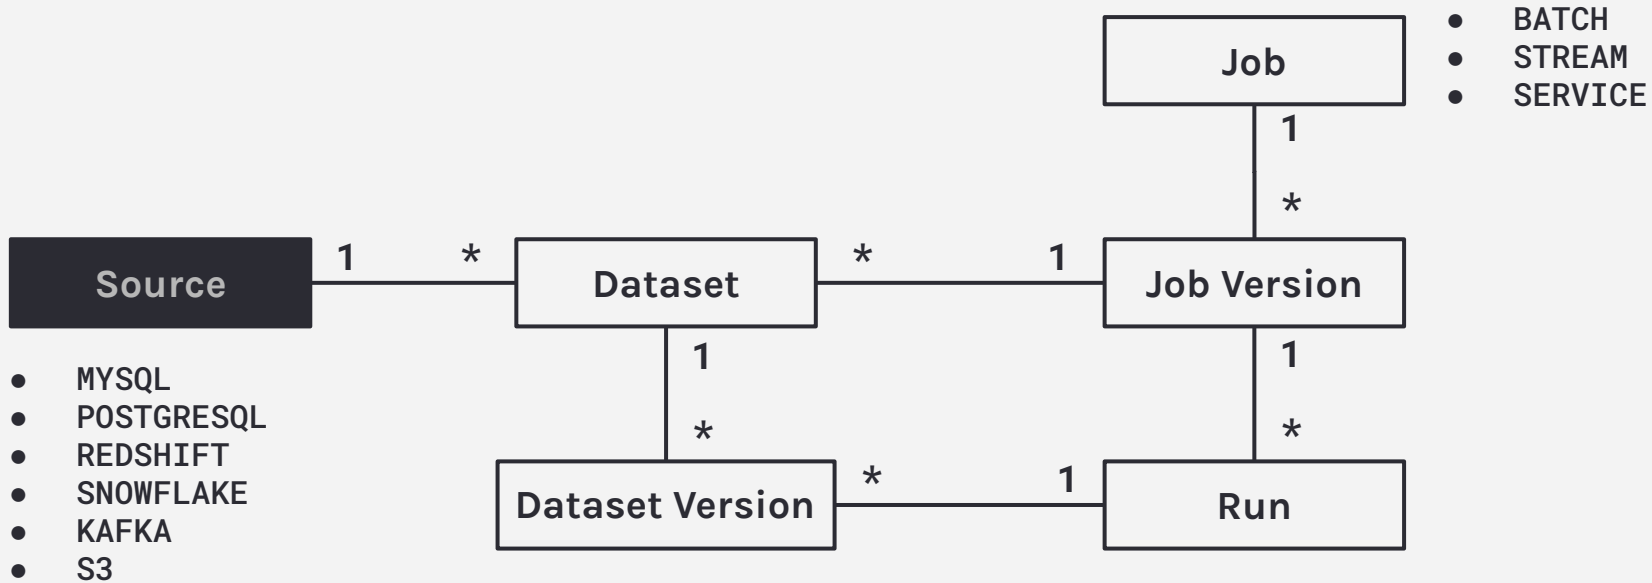 ● BATCH
● STREAM
● SERVICE
Job
1
*
Source
1 *
Dataset
* 1
Job Version
1
*
1
*
● MYSQL
● POSTGRESQL
● REDSHIFT
● SNOWFLAKE
● KAFKA
● S3
Dataset Version
* 1
Run